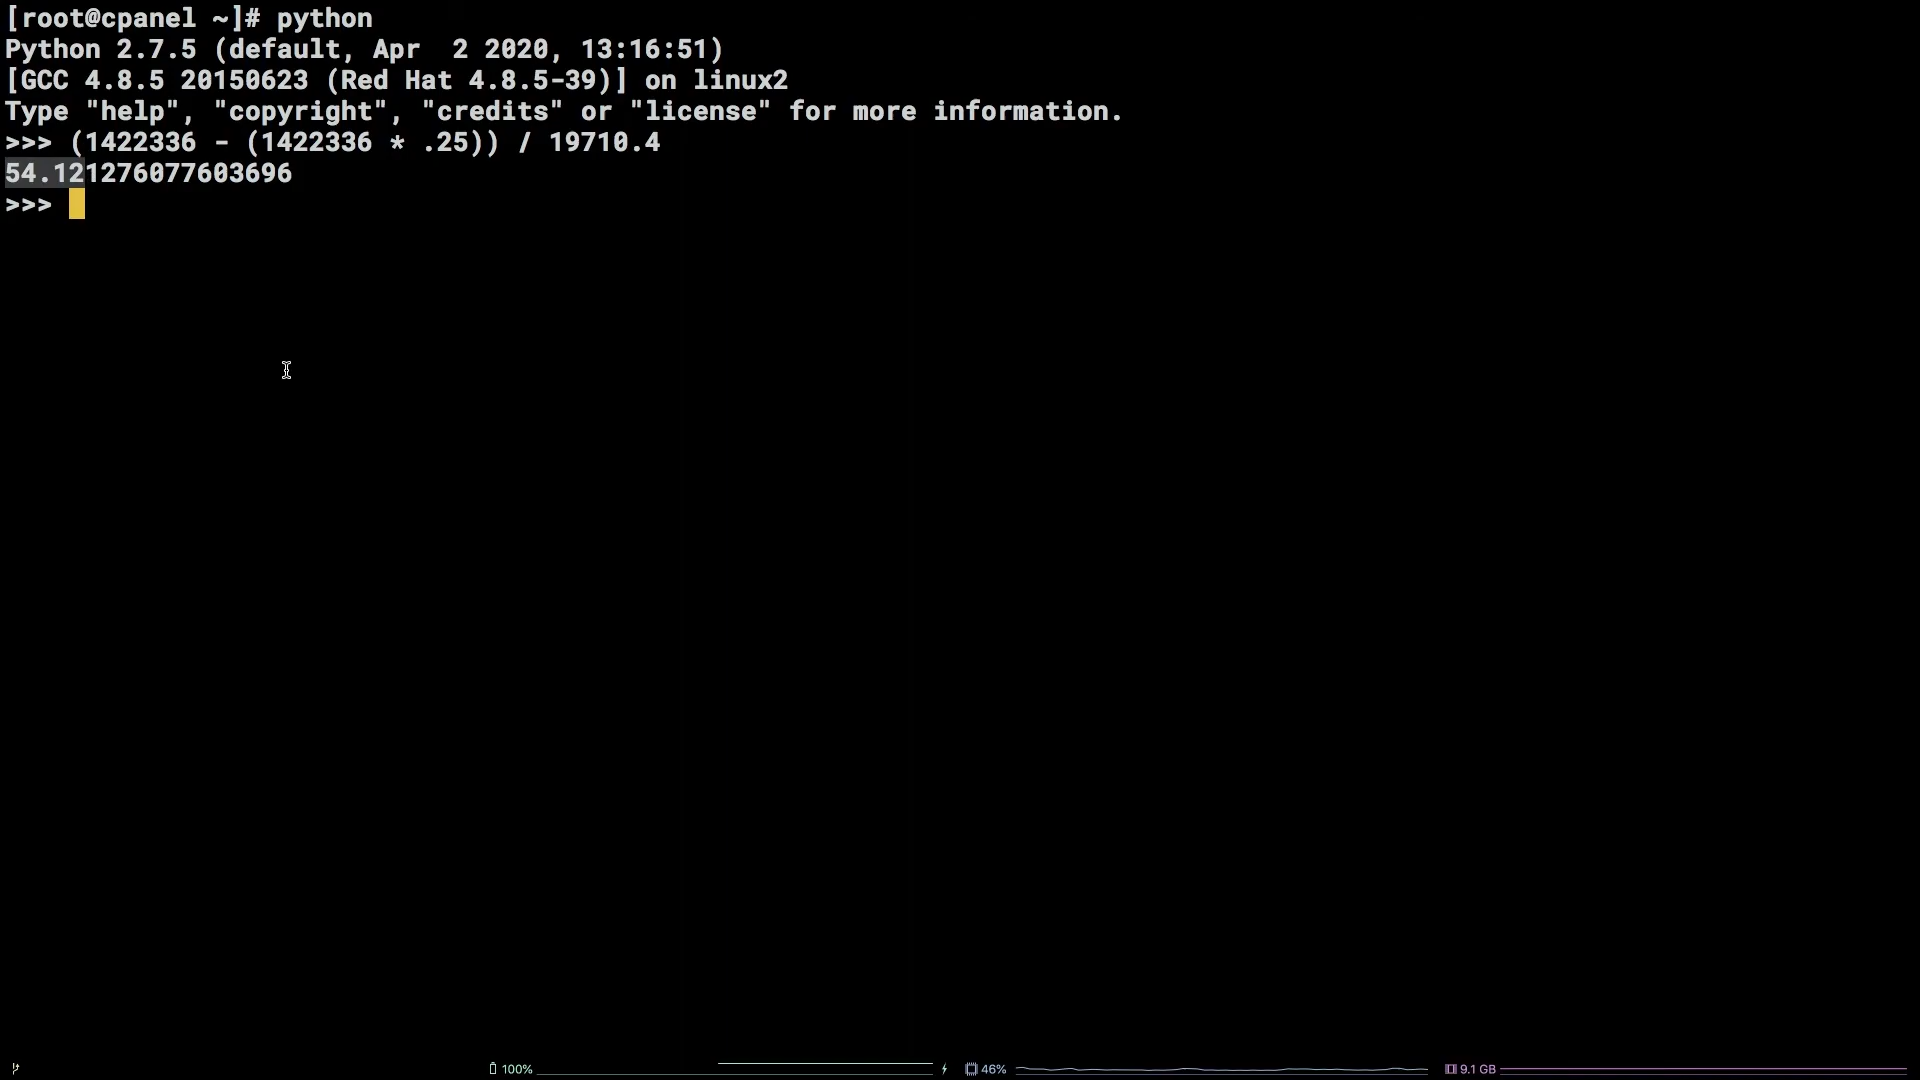 [root@cpanel ~]# python
Python 2.7.5 (default, Apr  2 2020, 13:16:51)
[GCC 4.8.5 20150623 (Red Hat 4.8.5-39)] on linux2
Type "help", "copyright", "credits" or "license" for more information.
>>> (1422336 - (1422336 * .25)) / 19710.4
54.121276077603696
>>>
100% 46% 9.1 GB